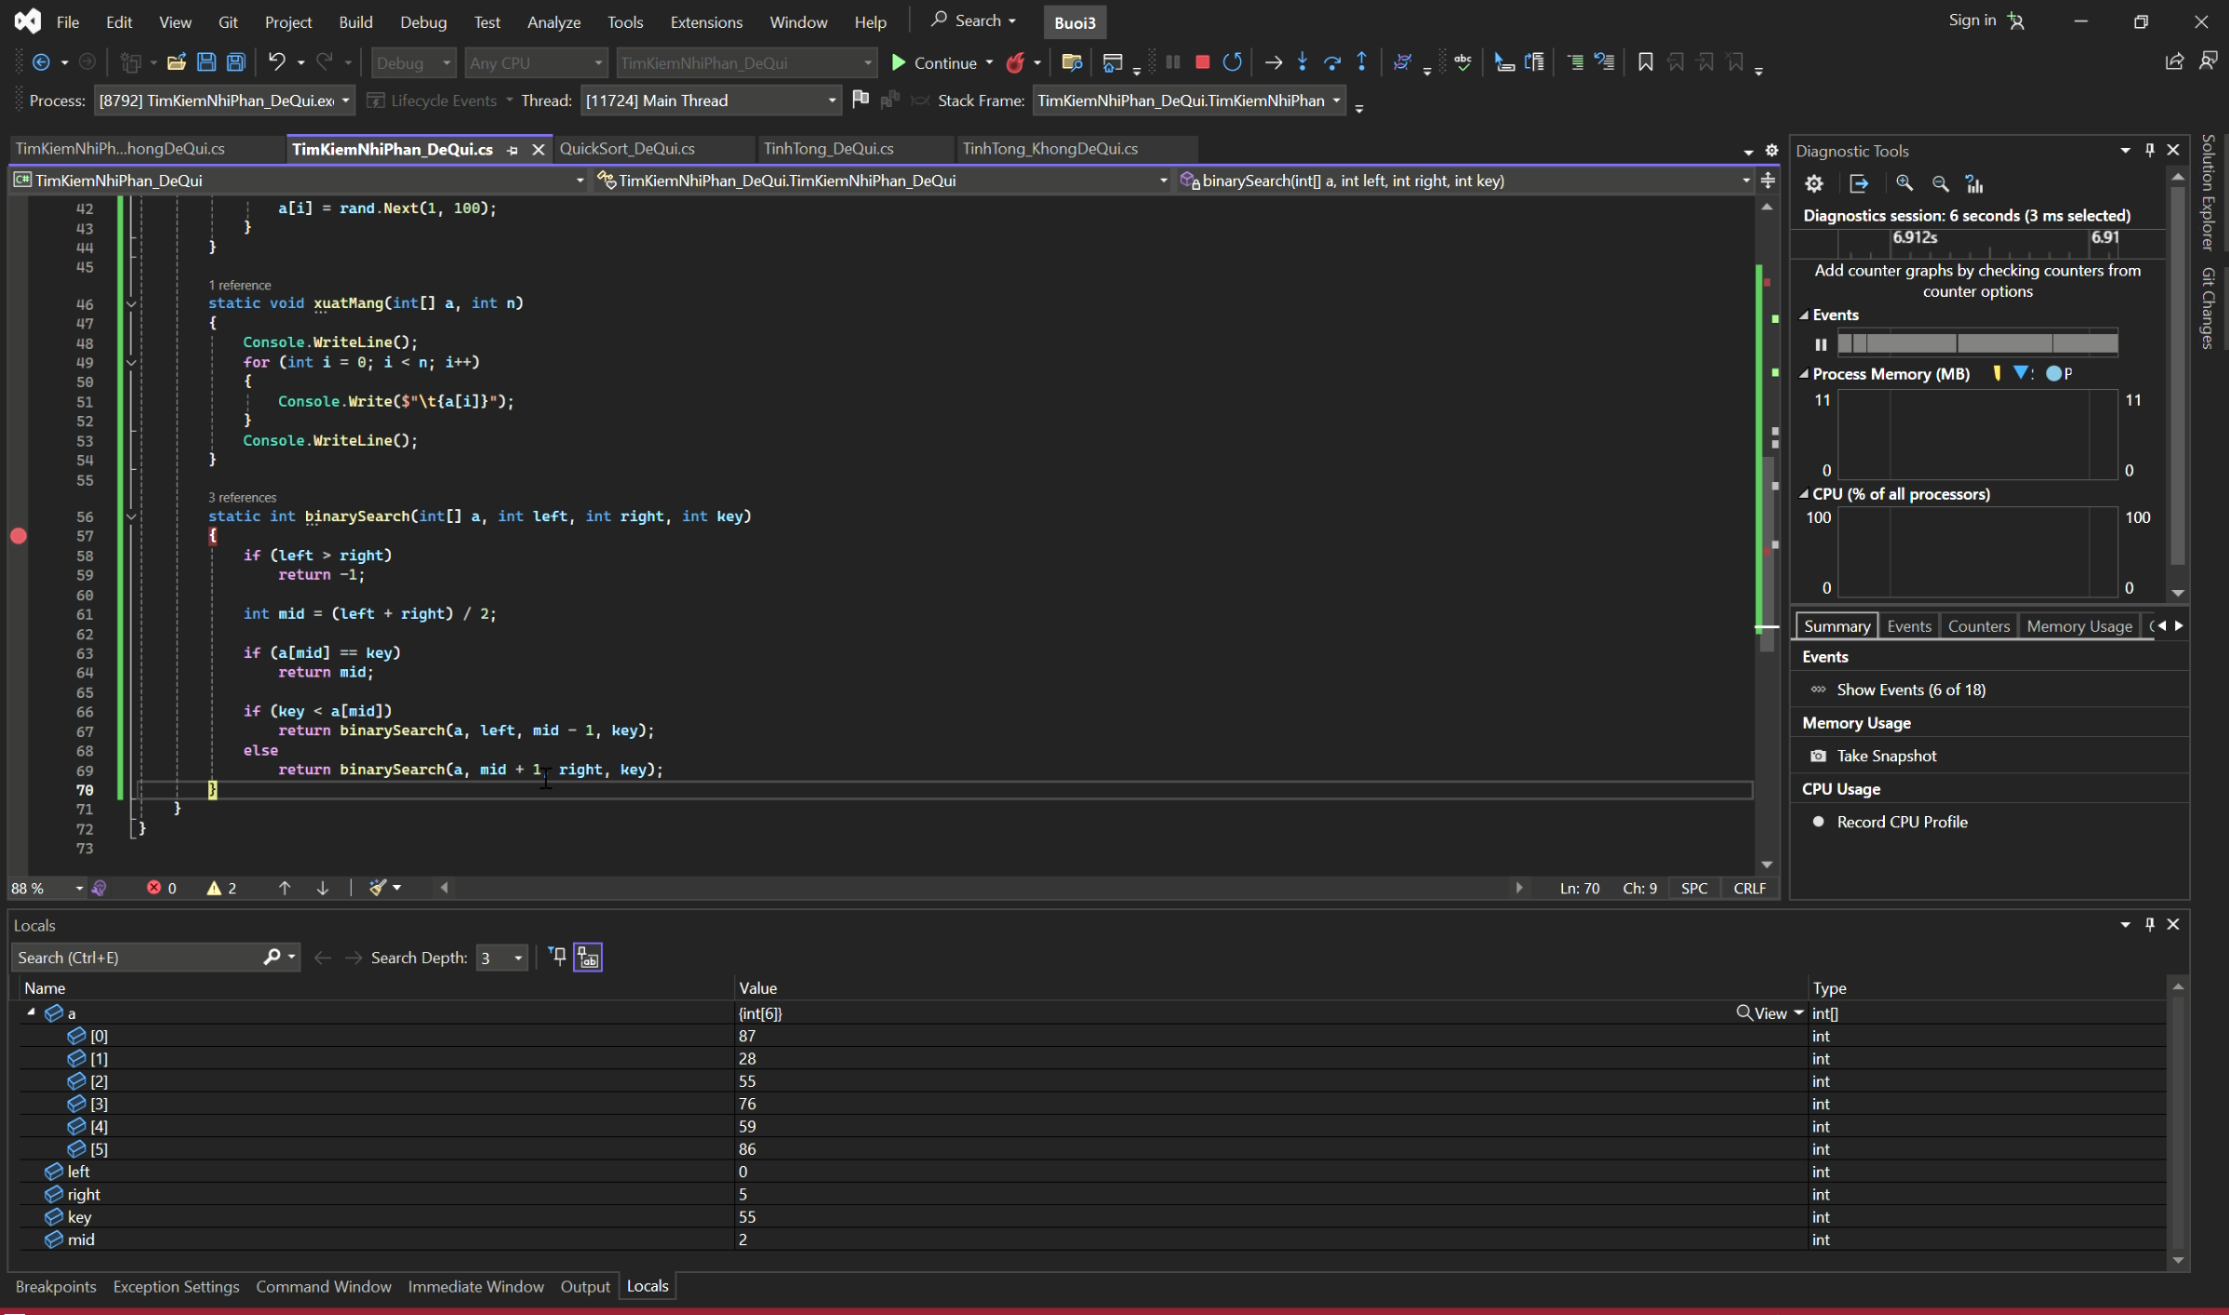 File Edit View Git Project Build Debug Test Analyze Tools Extensions Window Help Search Buoi3 Sign in
Debug Any CPU TimKiemNhiPhan_DeQui Continue
Process: [8792] TimKiemNhiPhan_DeQui.exe Lifecycle Events Thread: [11724] Main Thread Stack Frame: TimKiemNhiPhan_DeQui.TimKiemNhiPhan
TimKiemNhiPh...hongDeQui.cs TimKiemNhiPhan_DeQui.cs QuickSort_DeQui.cs TinhTong_DeQui.cs TinhTong_KhongDeQui.cs
C# TimKiemNhiPhan_DeQui TimKiemNhiPhan_DeQui.TimKiemNhiPhan_DeQui binarySearch(int[] a, int left, int right, int key)
42 a[i] = rand.Next(1, 100);
43 }
44 }
45
1 reference
46 static void xuatMang(int[] a, int n)
47 {
48 Console.WriteLine();
49 for (int i = 0; i < n; i++)
50 {
51 Console.Write($"\t{a[i]}");
52 }
53 Console.WriteLine();
54 }
55
3 references
56 static int binarySearch(int[] a, int left, int right, int key)
57 {
58 if (left > right)
59 return -1;
60
61 int mid = (left + right) / 2;
62
63 if (a[mid] == key)
64 return mid;
65
66 if (key < a[mid])
67 return binarySearch(a, left, mid - 1, key);
68 else
69 return binarySearch(a, mid + 1, right, key);
70 }
71 }
72 }
73
88 % 0 2 Ln: 70 Ch: 9 SPC CRLF
Diagnostic Tools
Diagnostics session: 6 seconds (3 ms selected)
6.912s 6.91
Add counter graphs by checking counters from
counter options
Events
Process Memory (MB) P
11 11
0 0
CPU (% of all processors)
100 100
0 0
Summary Events Counters Memory Usage
Events
Show Events (6 of 18)
Memory Usage
Take Snapshot
CPU Usage
Record CPU Profile
Solution Explorer
Git Changes
Locals
Search (Ctrl+E) Search Depth: 3
Name Value Type
a {int[6]} View int[]
[0] 87 int
[1] 28 int
[2] 55 int
[3] 76 int
[4] 59 int
[5] 86 int
left 0 int
right 5 int
key 55 int
mid 2 int
Breakpoints Exception Settings Command Window Immediate Window Output Locals